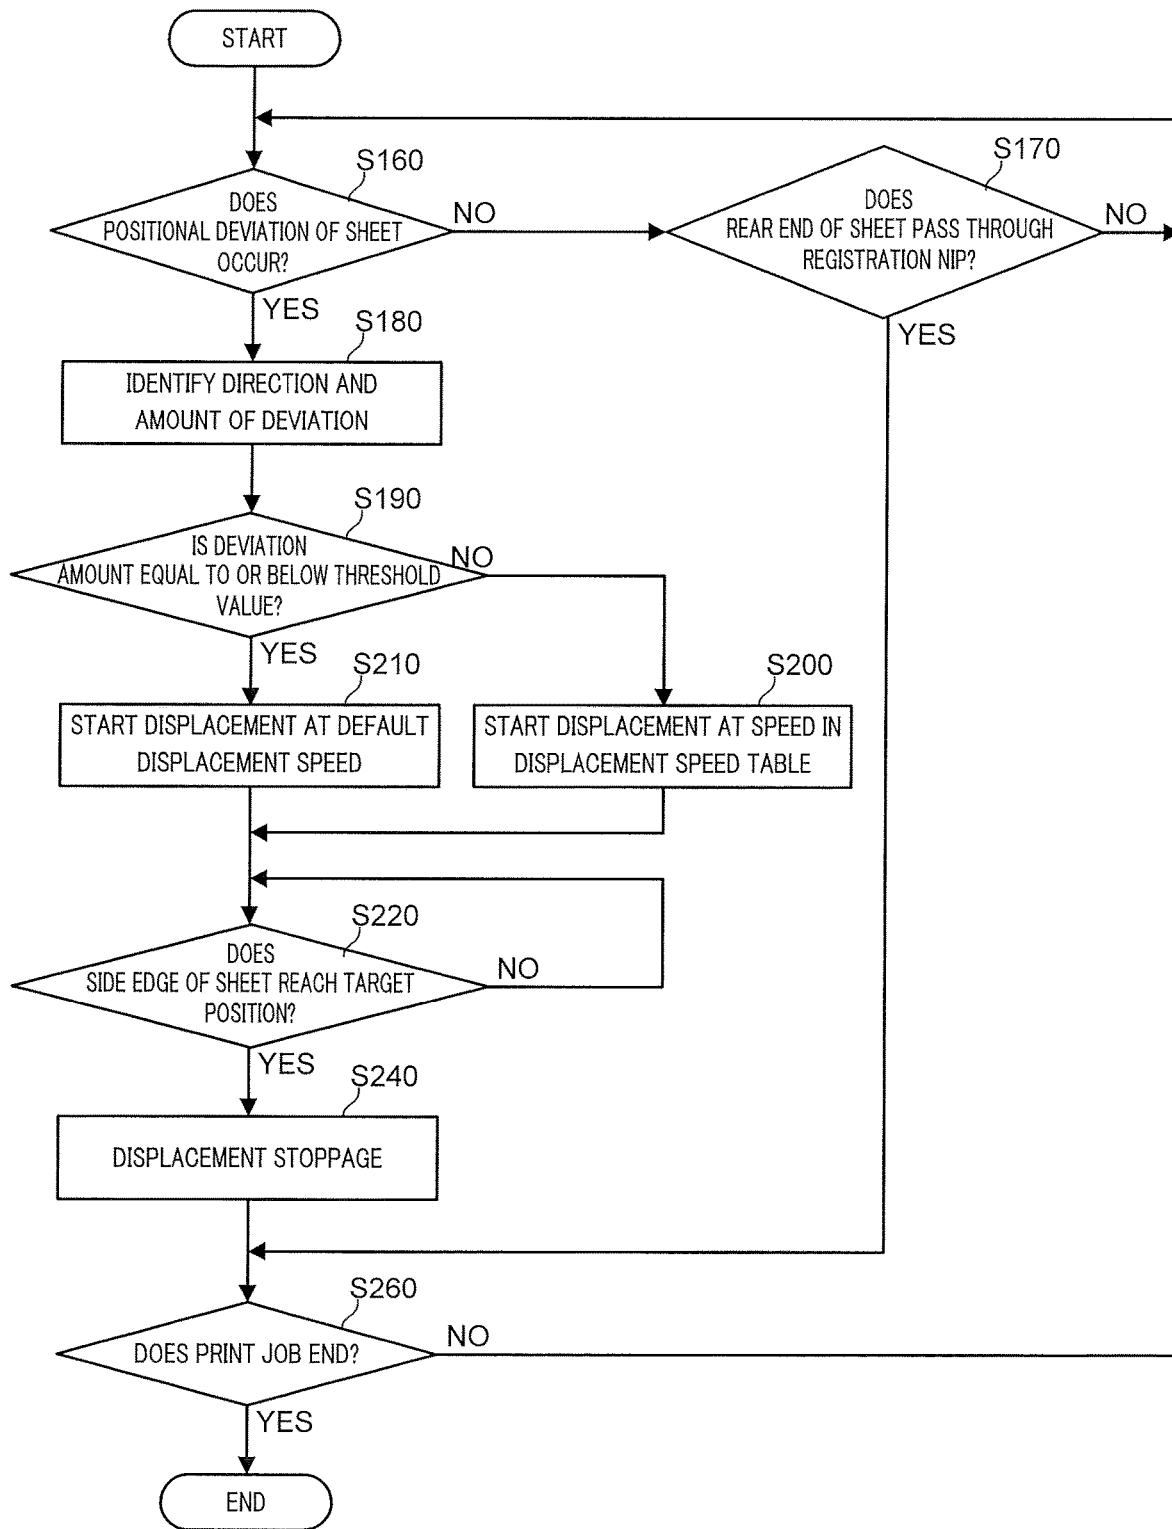 START
S160
DOES
POSITIONAL DEVIATION OF SHEET
OCCUR?
NO
YES
S170
DOES
REAR END OF SHEET PASS THROUGH
REGISTRATION NIP?
NO
YES
S180
IDENTIFY DIRECTION AND
AMOUNT OF DEVIATION
S190
IS DEVIATION
AMOUNT EQUAL TO OR BELOW THRESHOLD
VALUE?
NO
YES
S210
START DISPLACEMENT AT DEFAULT
DISPLACEMENT SPEED
S200
START DISPLACEMENT AT SPEED IN
DISPLACEMENT SPEED TABLE
S220
DOES
SIDE EDGE OF SHEET REACH TARGET
POSITION?
NO
YES
S240
DISPLACEMENT STOPPAGE
S260
DOES PRINT JOB END?
NO
YES
END